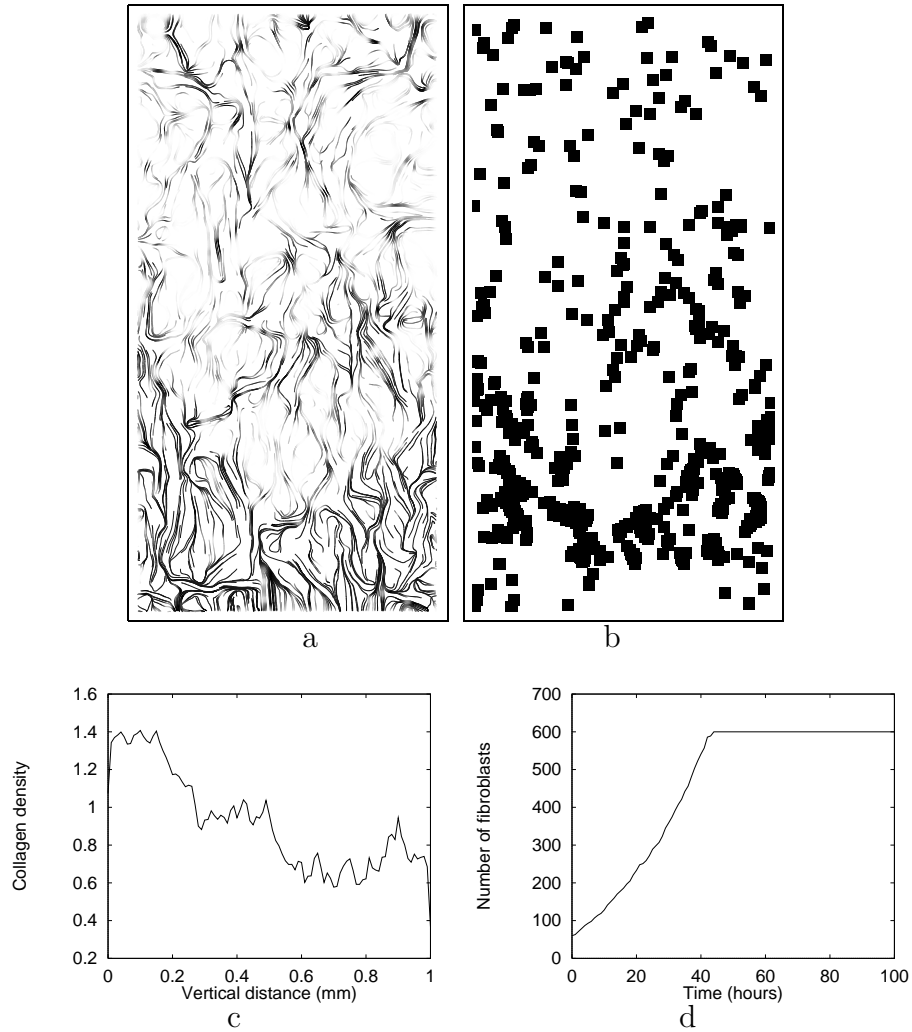 a
b
Collagen density
1.6
1.4
1.2
1
0.8
0.6
0.4
0.2
0 0.2 0.4 0.6 0.8 1
Vertical distance (mm)
c
Number of fibroblasts
700
600
500
400
300
200
100
0
0 20 40 60 80 100
Time (hours)
d